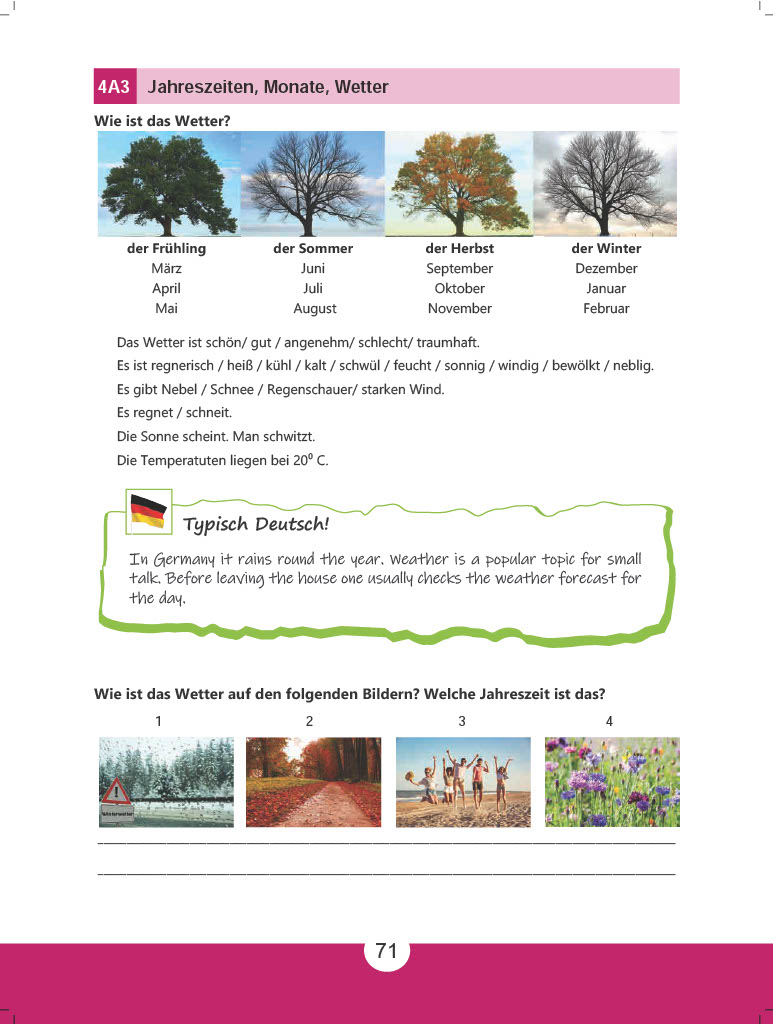 4A3 Jahreszeiten, Monate, Wetter
Wie ist das Wetter?
der Frühling der Sommer der Herbst der Winter
März Juni September Dezember
April Juli Oktober Januar
Mai August November Februar
Das Wetter ist schön/ gut / angenehm/ schlecht/ traumhaft.
Es ist regnerisch / heiß / kühl / kalt / schwül / feucht / sonnig / windig / bewölkt / neblig.
Es gibt Nebel / Schnee / Regenschauer/ starken Wind.
Es regnet / schneit.
Die Sonne scheint. Man schwitzt.
Die Temperatuten liegen bei 20⁰ C.
Typisch Deutsch!
In Germany it rains round the year. Weather is a popular topic for small
talk. Before leaving the house one usually checks the weather forecast for
the day.
Wie ist das Wetter auf den folgenden Bildern? Welche Jahreszeit ist das?
1 2 3 4
!
Winterwetter
71